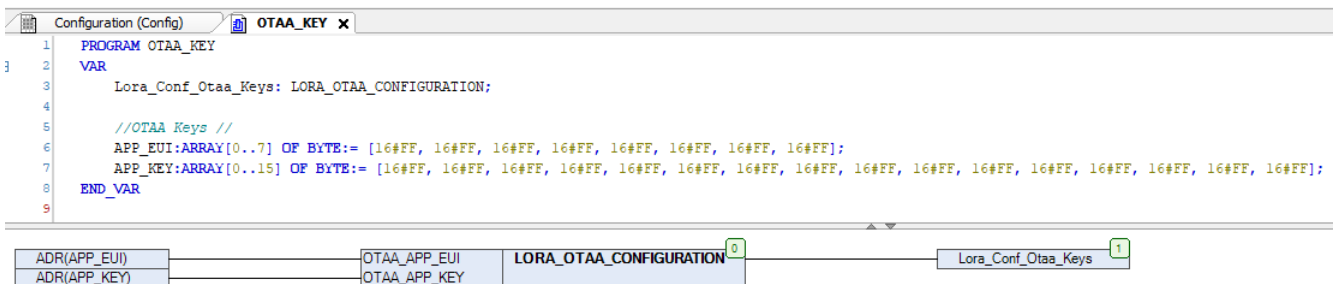 Configuration (Config) OTAA_KEY X
1 PROGRAM OTAA_KEY
2 VAR
3 Lora_Conf_Otaa_Keys: LORA_OTAA_CONFIGURATION;
4
5 //OTAA Keys //
6 APP_EUI:ARRAY[0..7] OF BYTE:= [16#FF, 16#FF, 16#FF, 16#FF, 16#FF, 16#FF, 16#FF, 16#FF];
7 APP_KEY:ARRAY[0..15] OF BYTE:= [16#FF, 16#FF, 16#FF, 16#FF, 16#FF, 16#FF, 16#FF, 16#FF, 16#FF, 16#FF, 16#FF, 16#FF, 16#FF, 16#FF, 16#FF, 16#FF];
8 END_VAR
9
ADR(APP_EUI) OTAA_APP_EUI LORA_OTAA_CONFIGURATION 0 Lora_Conf_Otaa_Keys 1
ADR(APP_KEY) OTAA_APP_KEY